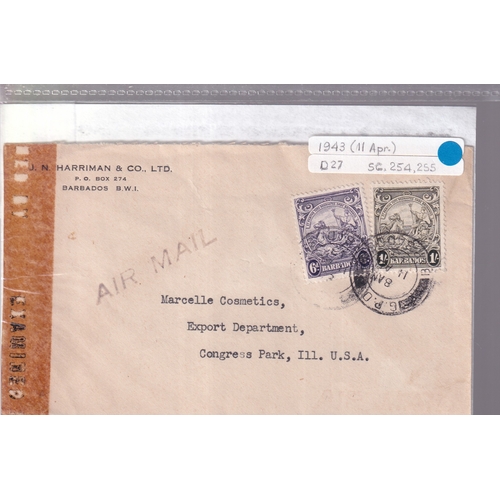 1943 (11 Apr.)
D27 SG. 254, 255
J. N. HARRIMAN & CO., LTD.
P. O. BOX 274
BARBADOS B.W.I.
AIR MAIL
6d BARBADOS
1/- BARBADOS 1/-
Marcelle Cosmetics,
Export Department,
Congress Park, Ill. U.S.A.